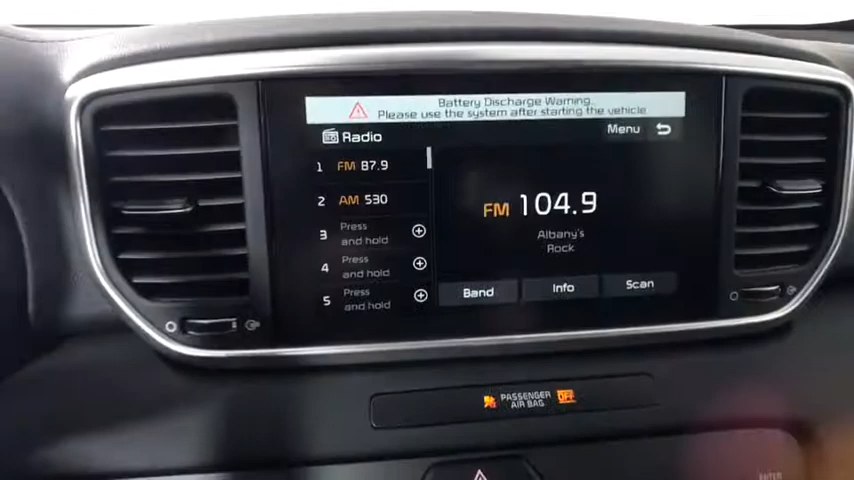 Battery Discharge Warning.
Please use the system after starting the vehicle
Radio
Menu
1 FM 87.9
2 AM 530
3 Press
and hold
4 Press
and hold
5 Press
and hold
FM 104.9
Albany's
Rock
Band
Info
Scan
PASSENGER
AIR BAG
OFF
ENTER